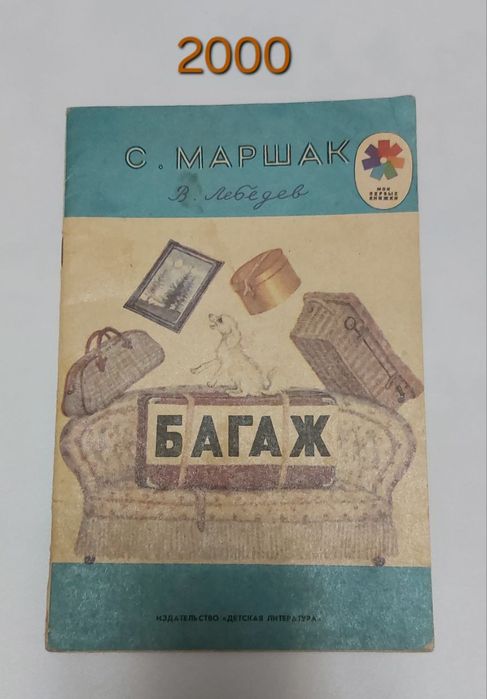 2000
С. МАРШАК
В. Лебедев
МОИ
ПЕРВЫЕ
КНИЖКИ
БАГАЖ
ИЗДАТЕЛЬСТВО «ДЕТСКАЯ ЛИТЕРАТУРА»